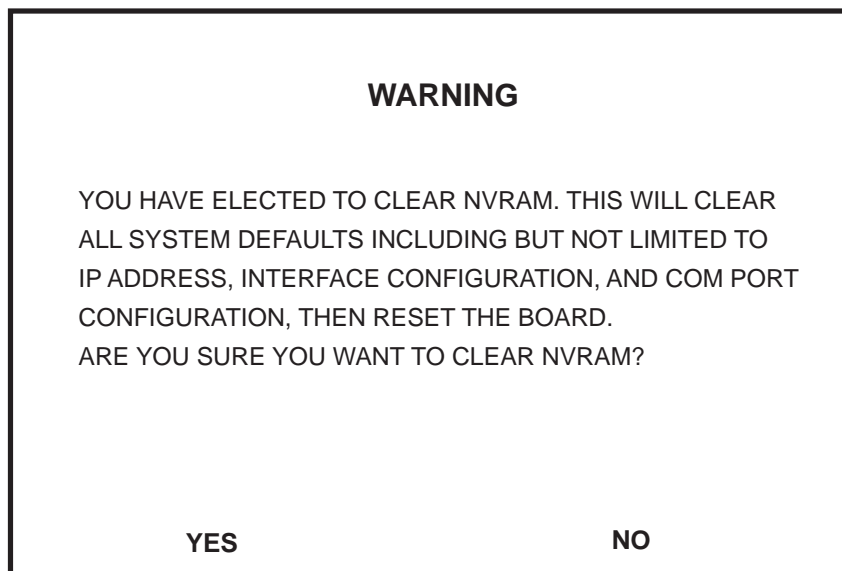 WARNING
YOU HAVE ELECTED TO CLEAR NVRAM. THIS WILL CLEAR
ALL SYSTEM DEFAULTS INCLUDING BUT NOT LIMITED TO
IP ADDRESS, INTERFACE CONFIGURATION, AND COM PORT
CONFIGURATION, THEN RESET THE BOARD.
ARE YOU SURE YOU WANT TO CLEAR NVRAM?
YES NO